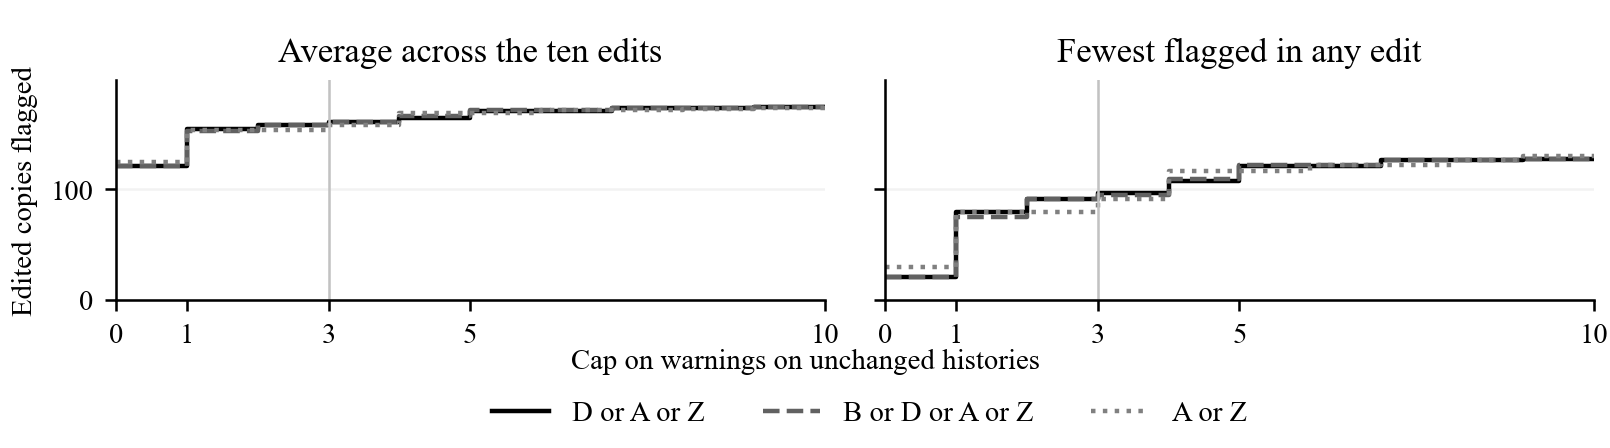 Average across the ten edits
Fewest flagged in any edit
Edited copies flagged
100
0
0 1 3 5 10
0 1 3 5 10
Cap on warnings on unchanged histories
D or A or Z
B or D or A or Z
A or Z